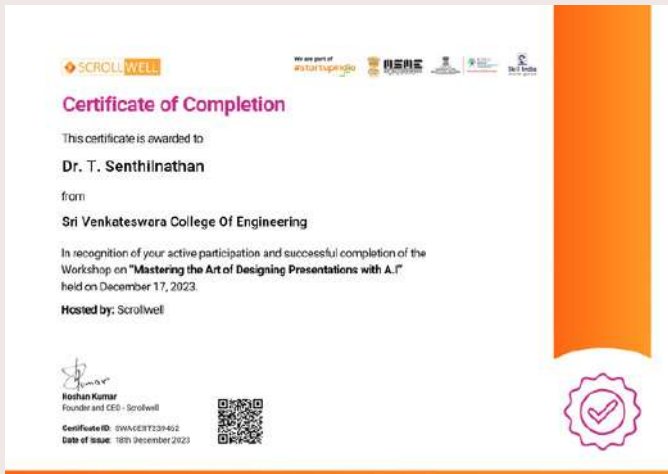 SCROLLWELL
We are part of
#startupindia
MSME
Skill India
Certificate of Completion
This certificate is awarded to
Dr. T. Senthilnathan
from
Sri Venkateswara College Of Engineering
In recognition of your active participation and successful completion of the
Workshop on "Mastering the Art of Designing Presentations with A.I"
held on December 17, 2023.
Hosted by: Scrollwell
Roshan Kumar
Founder and CEO - Scrollwell
Certificate ID: SWACERT239462
Date of Issue: 18th December 2023